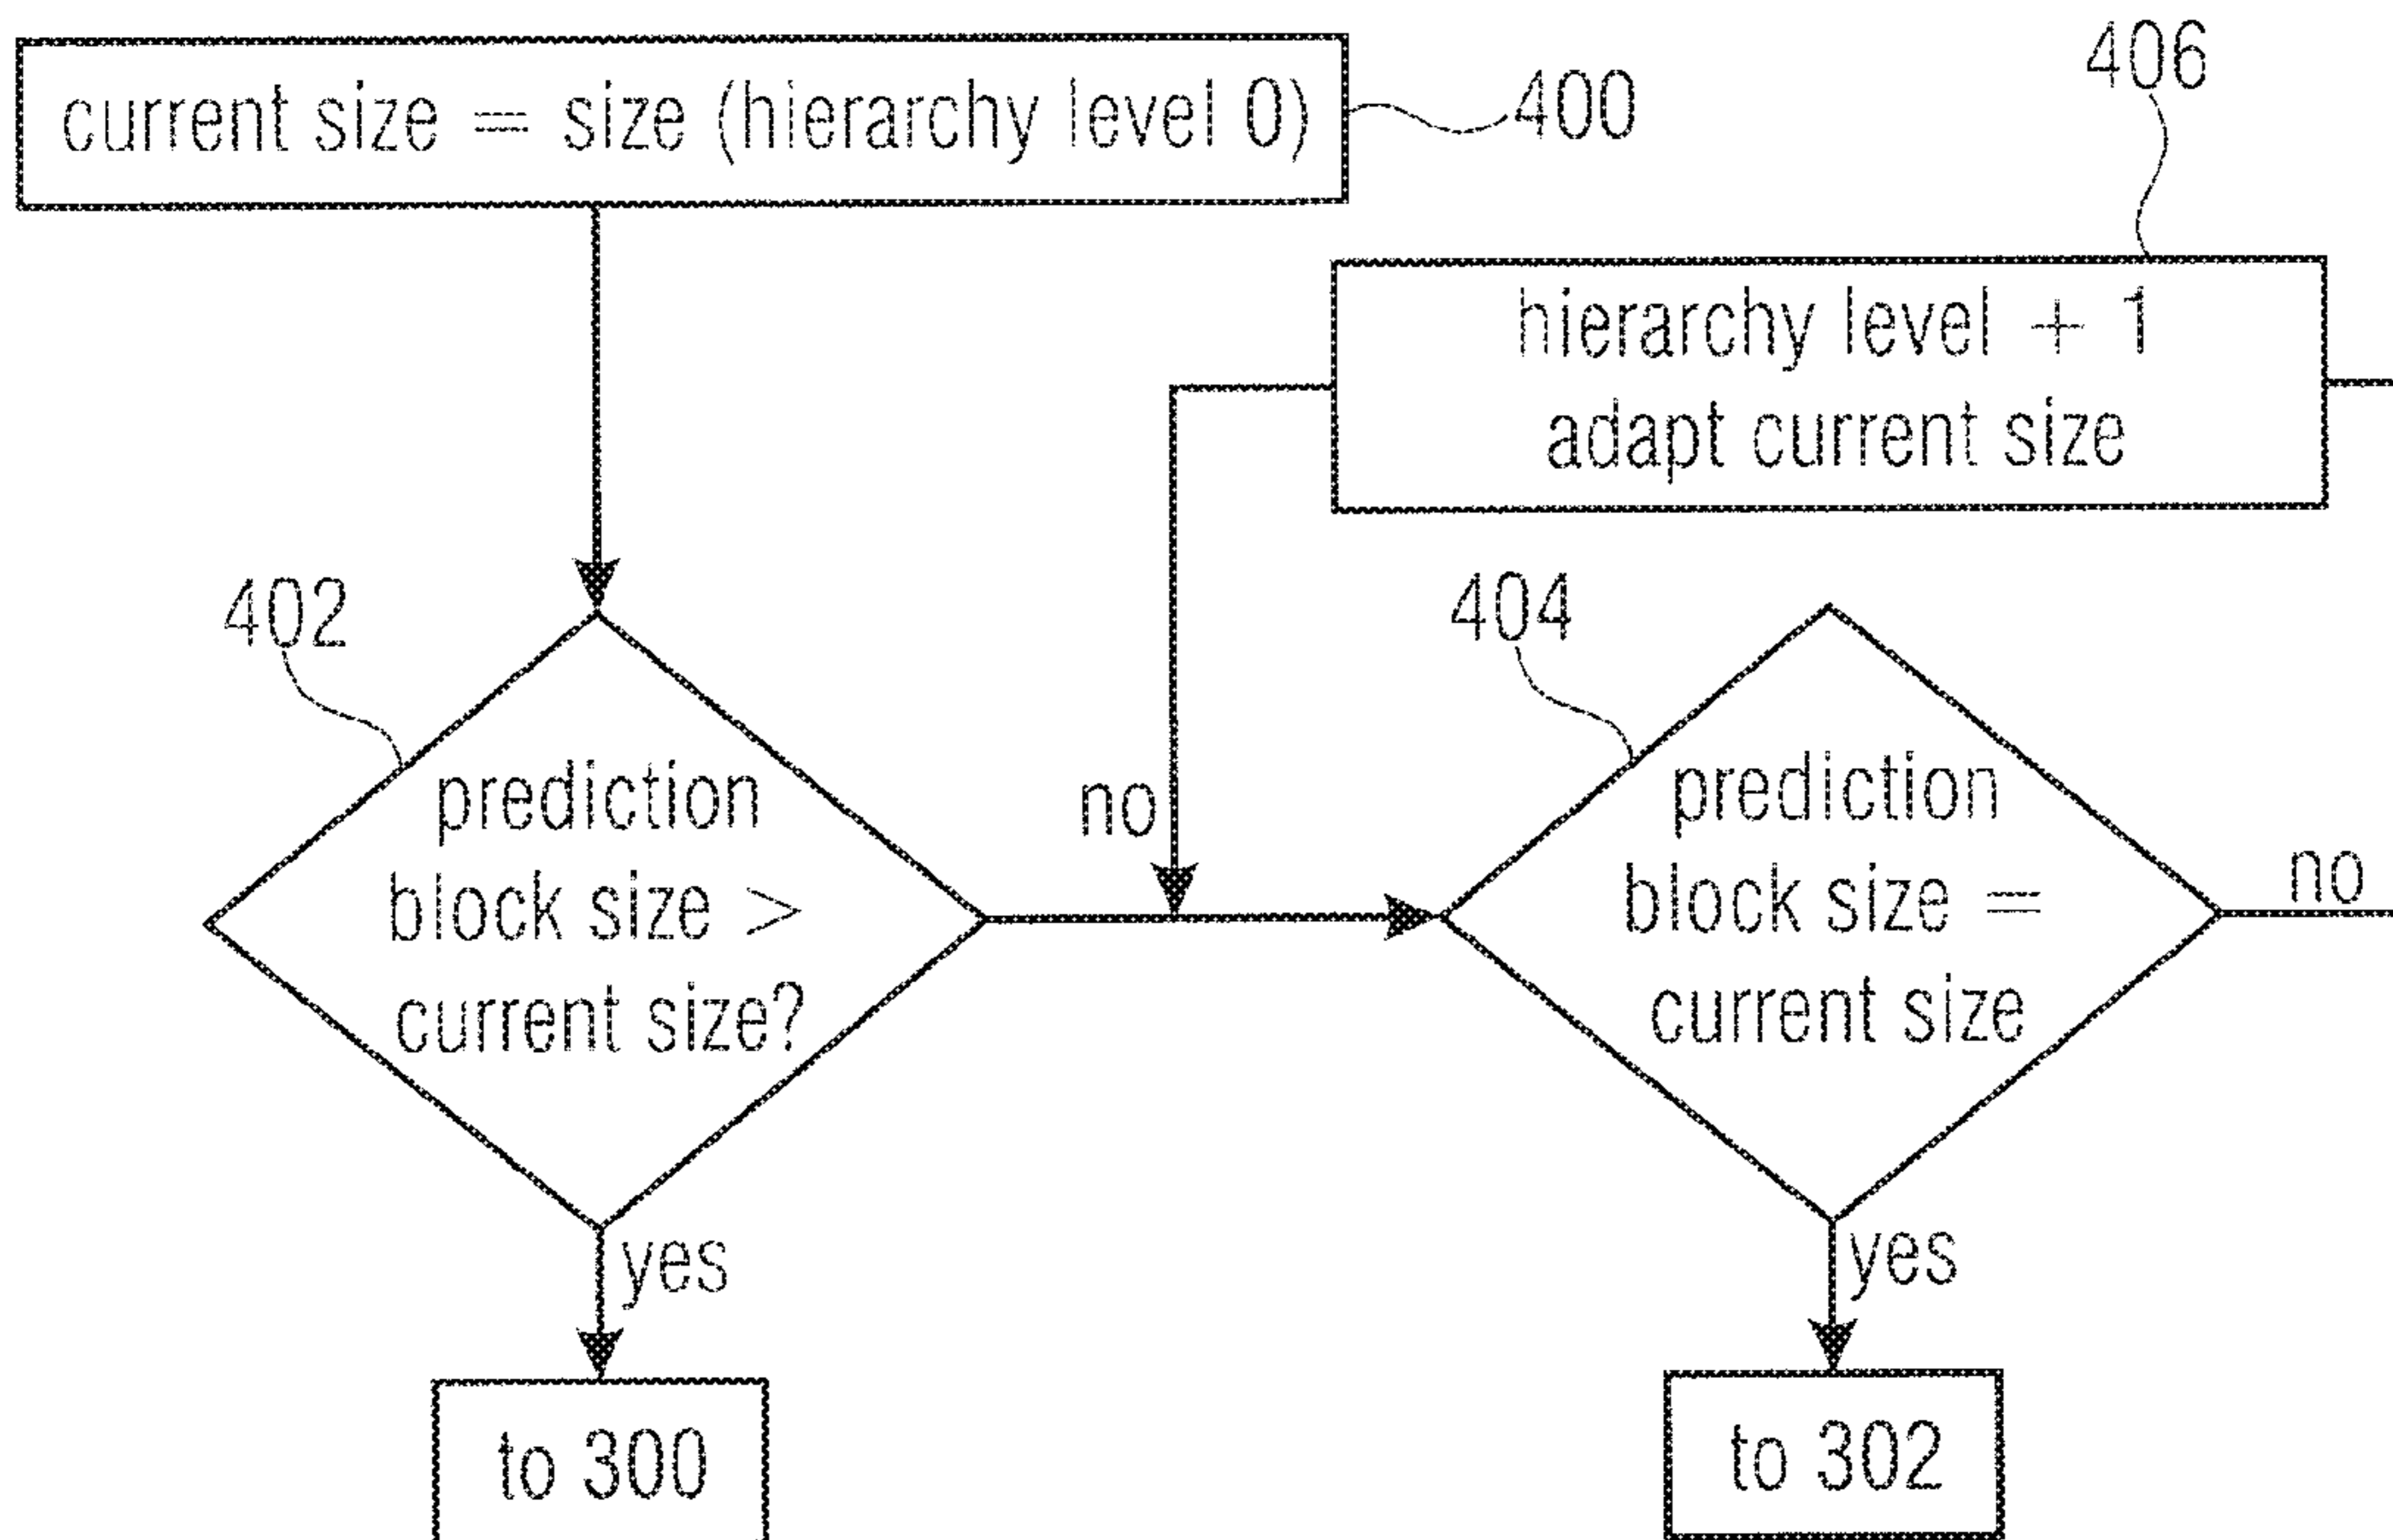 current size = size (hierarchy level 0)
400
406
hierarchy level + 1
adapt current size
402
prediction
block size >
current size?
no
404
prediction
block size =
current size
no
yes
yes
to 300
to 302